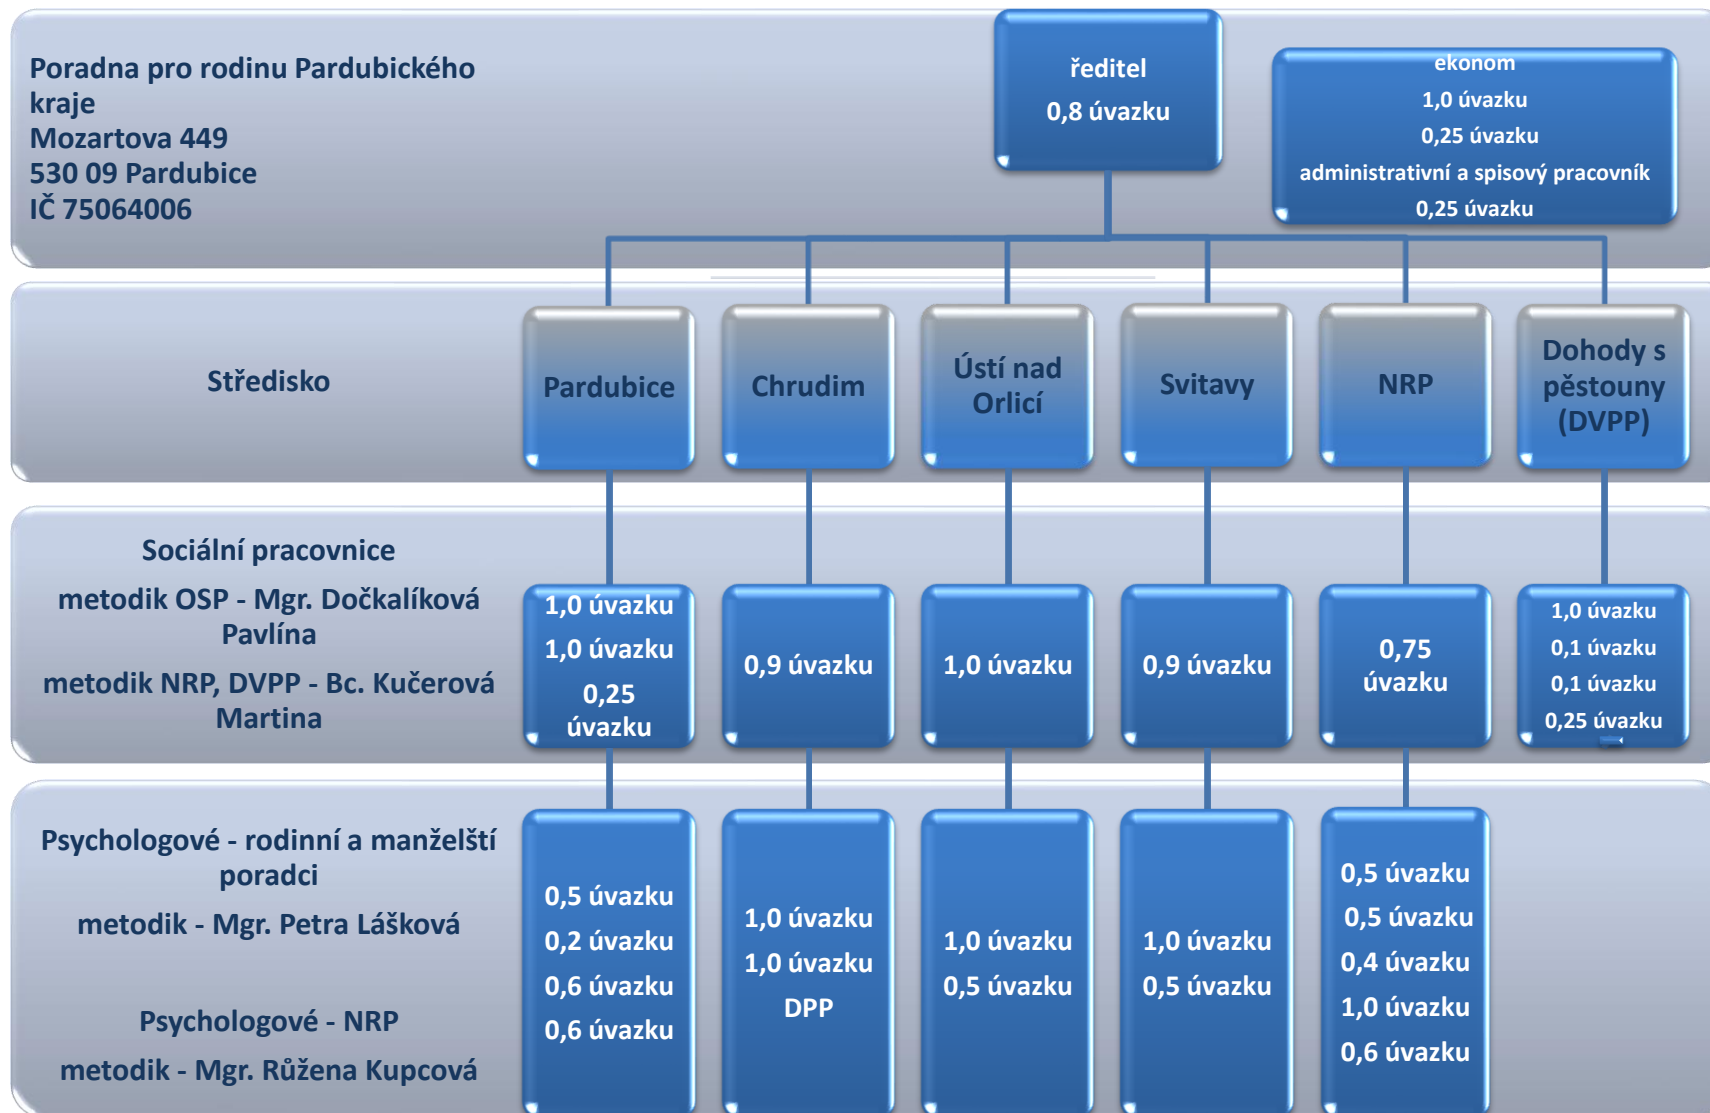 Poradna pro rodinu Pardubického
kraje
Mozartova 449
530 09 Pardubice
IČ 75064006
ředitel
0,8 úvazku
ekonom
1,0 úvazku
0,25 úvazku
administrativní a spisový pracovník
0,25 úvazku
Středisko
Pardubice
Chrudim
Ústí nad
Orlicí
Svitavy
NRP
Dohody s
pěstouny
(DVPP)
Sociální pracovnice
metodik OSP - Mgr. Dočkalíková
Pavlína
metodik NRP, DVPP - Bc. Kučerová
Martina
1,0 úvazku
1,0 úvazku
0,25
úvazku
0,9 úvazku
1,0 úvazku
0,9 úvazku
0,75
úvazku
1,0 úvazku
0,1 úvazku
0,1 úvazku
0,25 úvazku
Psychologové - rodinní a manželští
poradci
metodik - Mgr. Petra Lášková
Psychologové - NRP
metodik - Mgr. Růžena Kupcová
0,5 úvazku
0,2 úvazku
0,6 úvazku
0,6 úvazku
1,0 úvazku
1,0 úvazku
DPP
1,0 úvazku
0,5 úvazku
1,0 úvazku
0,5 úvazku
0,5 úvazku
0,5 úvazku
0,4 úvazku
1,0 úvazku
0,6 úvazku